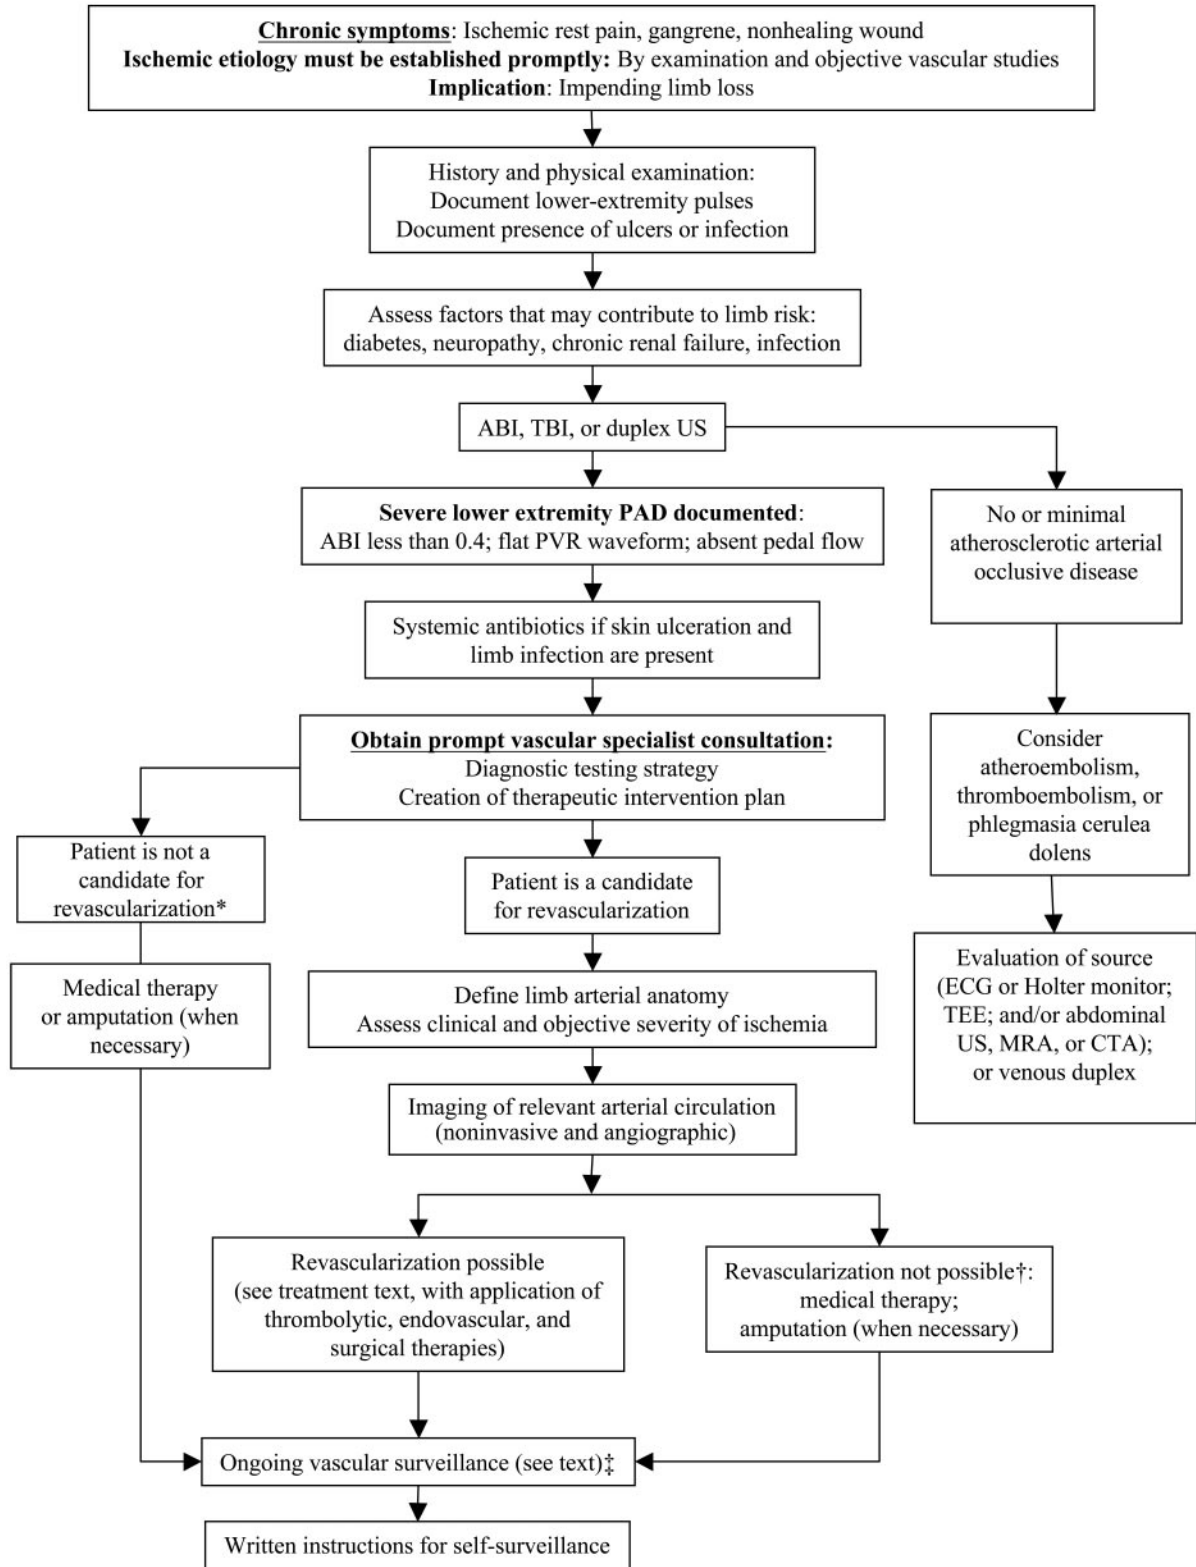 Chronic symptoms: Ischemic rest pain, gangrene, nonhealing wound
Ischemic etiology must be established promptly: By examination and objective vascular studies
Implication: Impending limb loss
History and physical examination:
Document lower-extremity pulses
Document presence of ulcers or infection
Assess factors that may contribute to limb risk:
diabetes, neuropathy, chronic renal failure, infection
ABI, TBI, or duplex US
Severe lower extremity PAD documented:
ABI less than 0.4; flat PVR waveform; absent pedal flow
No or minimal
atherosclerotic arterial
occlusive disease
Systemic antibiotics if skin ulceration and
limb infection are present
Obtain prompt vascular specialist consultation:
Diagnostic testing strategy
Creation of therapeutic intervention plan
Consider
atheroembolism,
thromboembolism, or
phlegmasia cerulea
dolens
Patient is not a
candidate for
revascularization*
Patient is a candidate
for revascularization
Evaluation of source
(ECG or Holter monitor;
TEE; and/or abdominal
US, MRA, or CTA);
or venous duplex
Medical therapy
or amputation (when
necessary)
Define limb arterial anatomy
Assess clinical and objective severity of ischemia
Imaging of relevant arterial circulation
(noninvasive and angiographic)
Revascularization possible
(see treatment text, with application of
thrombolytic, endovascular, and
surgical therapies)
Revascularization not possible†:
medical therapy;
amputation (when necessary)
Ongoing vascular surveillance (see text)‡
Written instructions for self-surveillance